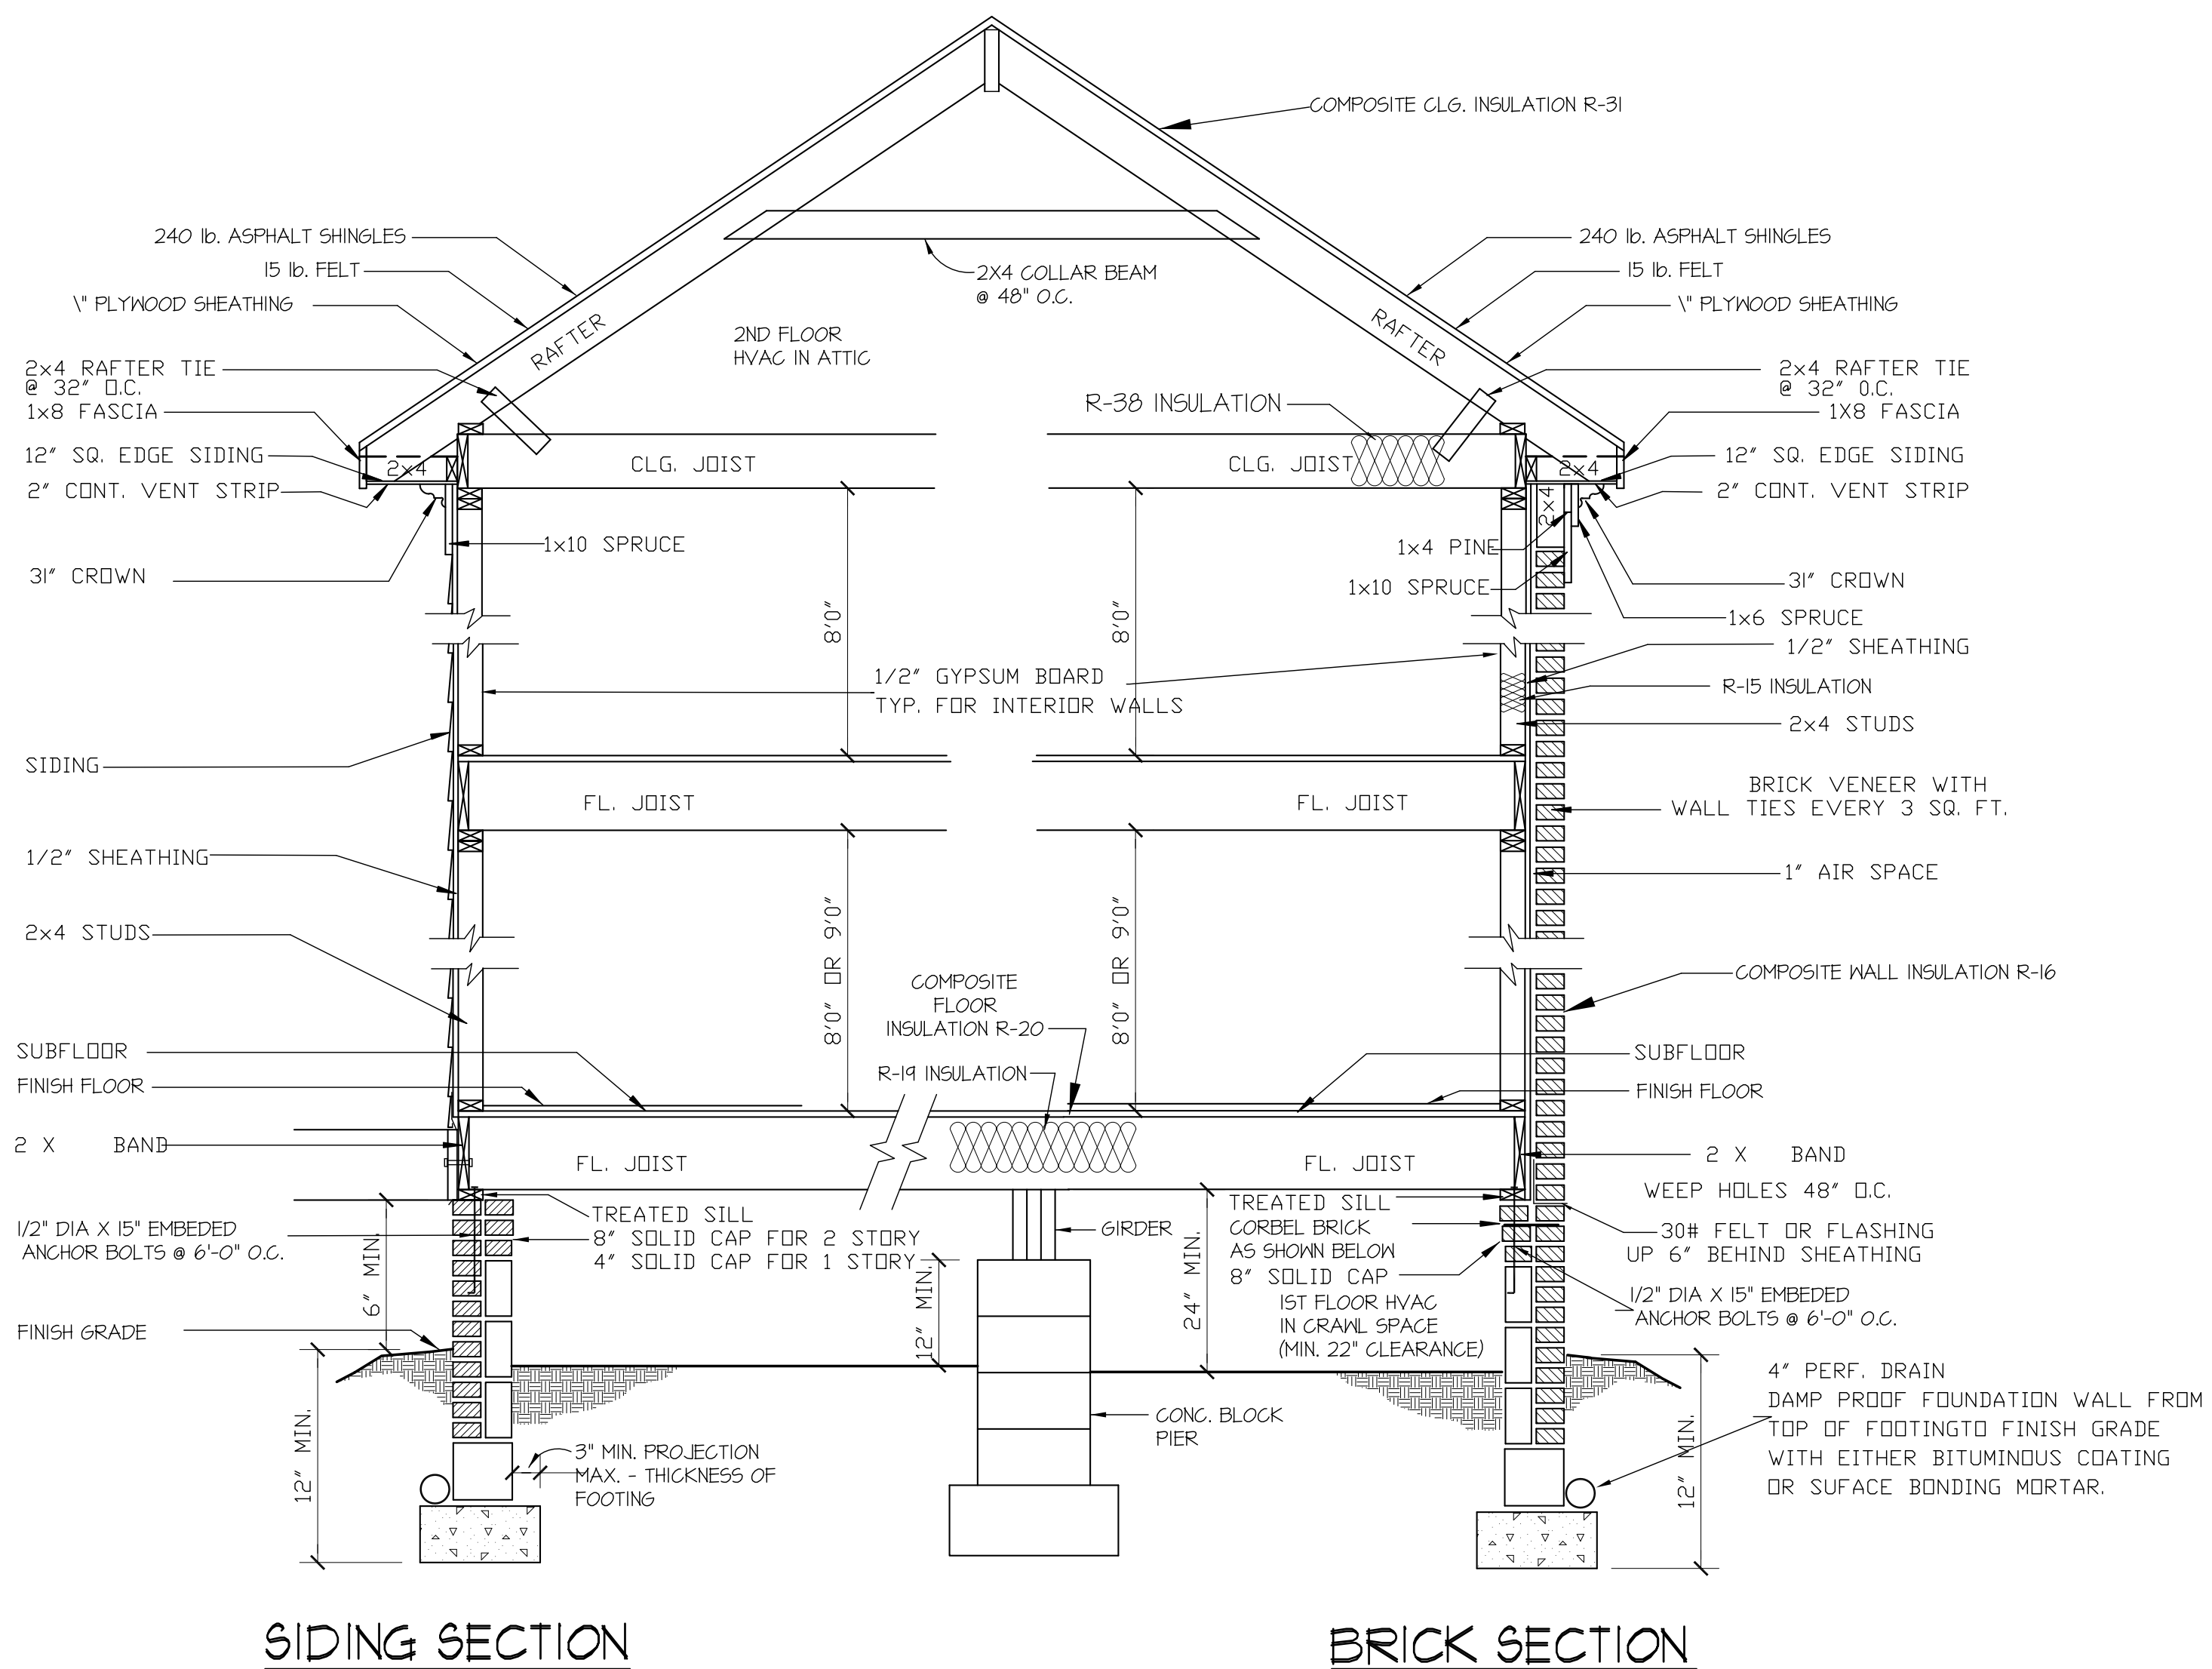 COMPOSITE CLG. INSULATION R-31
240 lb. ASPHALT SHINGLES
15 lb. FELT
\" PLYWOOD SHEATHING
2x4 RAFTER TIE
@ 32" O.C.
1x8 FASCIA
12" SQ. EDGE SIDING
2" CONT. VENT STRIP
31" CROWN
RAFTER
2x4
1x10 SPRUCE
2X4 COLLAR BEAM
@ 48" O.C.
2ND FLOOR
HVAC IN ATTIC
R-38 INSULATION
CLG. JOIST
CLG. JOIST
RAFTER
240 lb. ASPHALT SHINGLES
15 lb. FELT
\" PLYWOOD SHEATHING
2x4 RAFTER TIE
@ 32" O.C.
1X8 FASCIA
12" SQ. EDGE SIDING
2" CONT. VENT STRIP
2x4
2x4
1x4 PINE
1x10 SPRUCE
31" CROWN
1x6 SPRUCE
1/2" SHEATHING
R-15 INSULATION
2x4 STUDS
8'0"
8'0"
1/2" GYPSUM BOARD
TYP. FOR INTERIOR WALLS
SIDING
FL. JOIST
FL. JOIST
BRICK VENEER WITH
WALL TIES EVERY 3 SQ. FT.
1/2" SHEATHING
1" AIR SPACE
2x4 STUDS
8'0" OR 9'0"
8'0" OR 9'0"
COMPOSITE
FLOOR
INSULATION R-20
R-19 INSULATION
COMPOSITE WALL INSULATION R-16
SUBFLOOR
FINISH FLOOR
SUBFLOOR
FINISH FLOOR
2 X BAND
FL. JOIST
FL. JOIST
2 X BAND
WEEP HOLES 48" O.C.
30# FELT OR FLASHING
UP 6" BEHIND SHEATHING
1/2" DIA X 15" EMBEDED
ANCHOR BOLTS @ 6'-0" O.C.
6" MIN.
TREATED SILL
8" SOLID CAP FOR 2 STORY
4" SOLID CAP FOR 1 STORY
12" MIN.
GIRDER
24" MIN.
TREATED SILL
CORBEL BRICK
AS SHOWN BELOW
8" SOLID CAP
1ST FLOOR HVAC
IN CRAWL SPACE
(MIN. 22" CLEARANCE)
1/2" DIA X 15" EMBEDED
ANCHOR BOLTS @ 6'-0" O.C.
FINISH GRADE
12" MIN.
3" MIN. PROJECTION
MAX. - THICKNESS OF
FOOTING
CONC. BLOCK
PIER
12" MIN.
4" PERF. DRAIN
DAMP PROOF FOUNDATION WALL FROM
TOP OF FOOTINGTO FINISH GRADE
WITH EITHER BITUMINOUS COATING
OR SUFACE BONDING MORTAR.
SIDING SECTION
BRICK SECTION